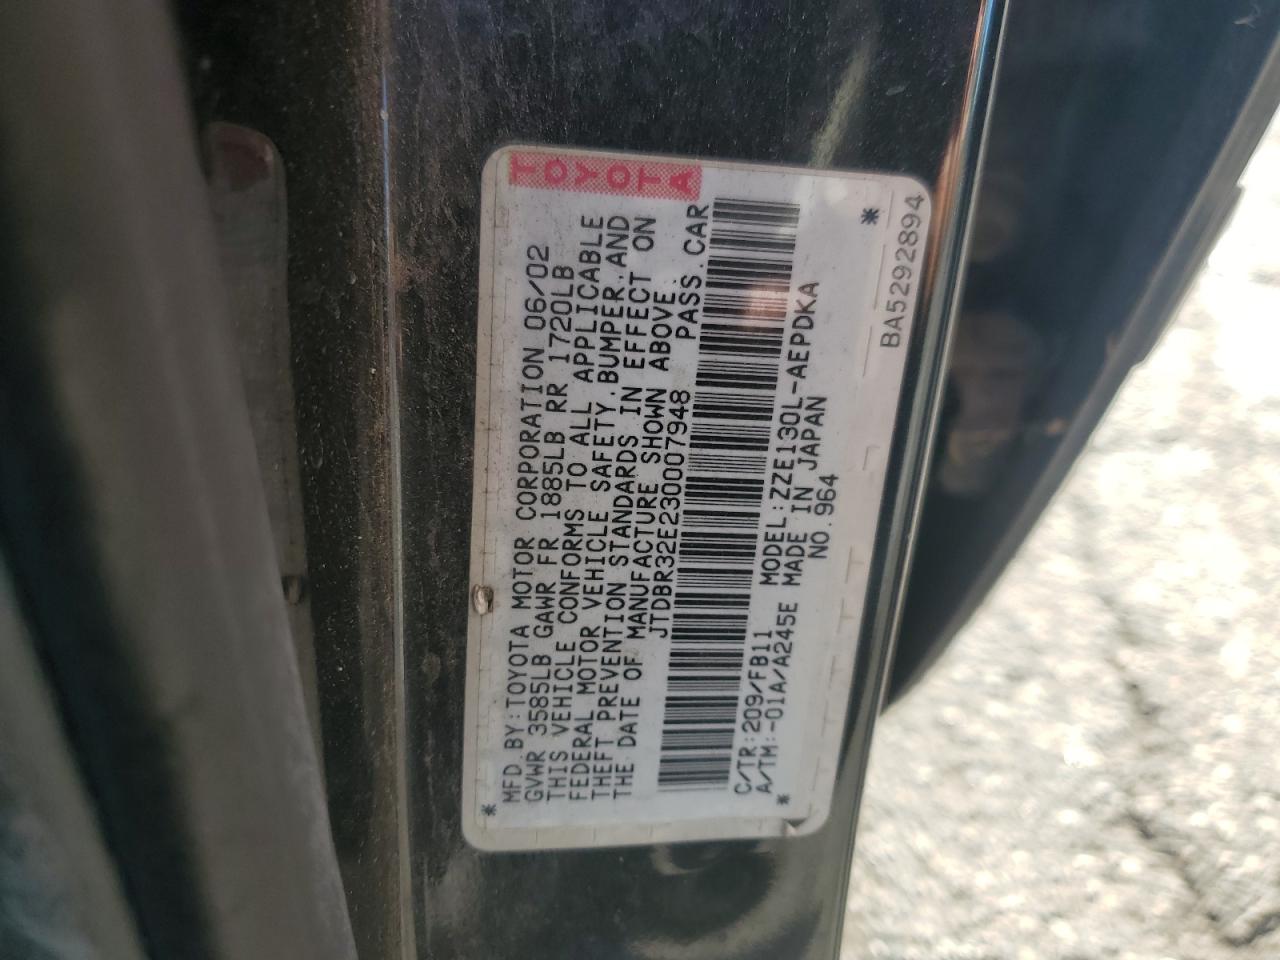 TOYOTA
MFD.BY:TOYOTA MOTOR CORPORATION 06/02
GVWR 3585LB GAWR FR 1885LB RR 1720LB
THIS VEHICLE CONFORMS TO ALL APPLICABLE
FEDERAL MOTOR VEHICLE SAFETY,BUMPER,AND
THEFT PREVENTION STANDARDS IN EFFECT ON
THE DATE OF MANUFACTURE SHOWN ABOVE.
JTDBR32E230007948 PASS.CAR
C/TR:209/FB11 MODEL:ZZE130L-AEPDKA
A/TM:-01A/A245E MADE IN JAPAN
NO.964
BA5292894